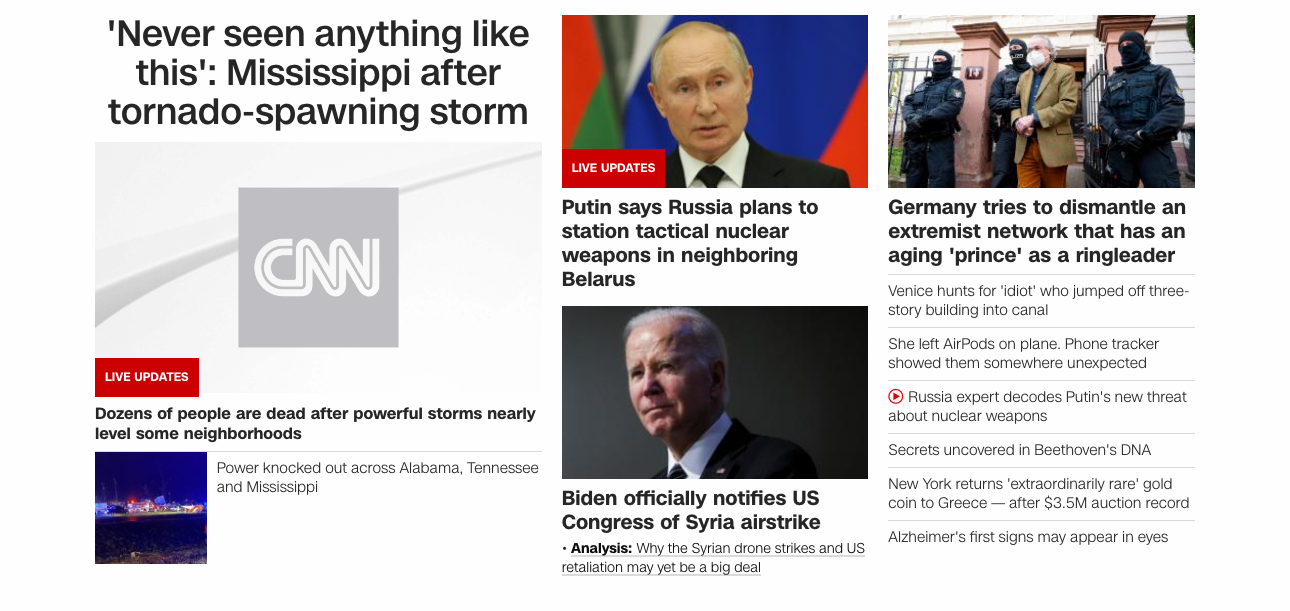 'Never seen anything like
this': Mississippi after
tornado-spawning storm
CNN
LIVE UPDATES
Dozens of people are dead after powerful storms nearly
level some neighborhoods
Power knocked out across Alabama, Tennessee
and Mississippi
LIVE UPDATES
Putin says Russia plans to
station tactical nuclear
weapons in neighboring
Belarus
Biden officially notifies US
Congress of Syria airstrike
• Analysis: Why the Syrian drone strikes and US
retaliation may yet be a big deal
Germany tries to dismantle an
extremist network that has an
aging 'prince' as a ringleader
Venice hunts for 'idiot' who jumped off three-
story building into canal
She left AirPods on plane. Phone tracker
showed them somewhere unexpected
Russia expert decodes Putin's new threat
about nuclear weapons
Secrets uncovered in Beethoven's DNA
New York returns 'extraordinarily rare' gold
coin to Greece — after $3.5M auction record
Alzheimer's first signs may appear in eyes